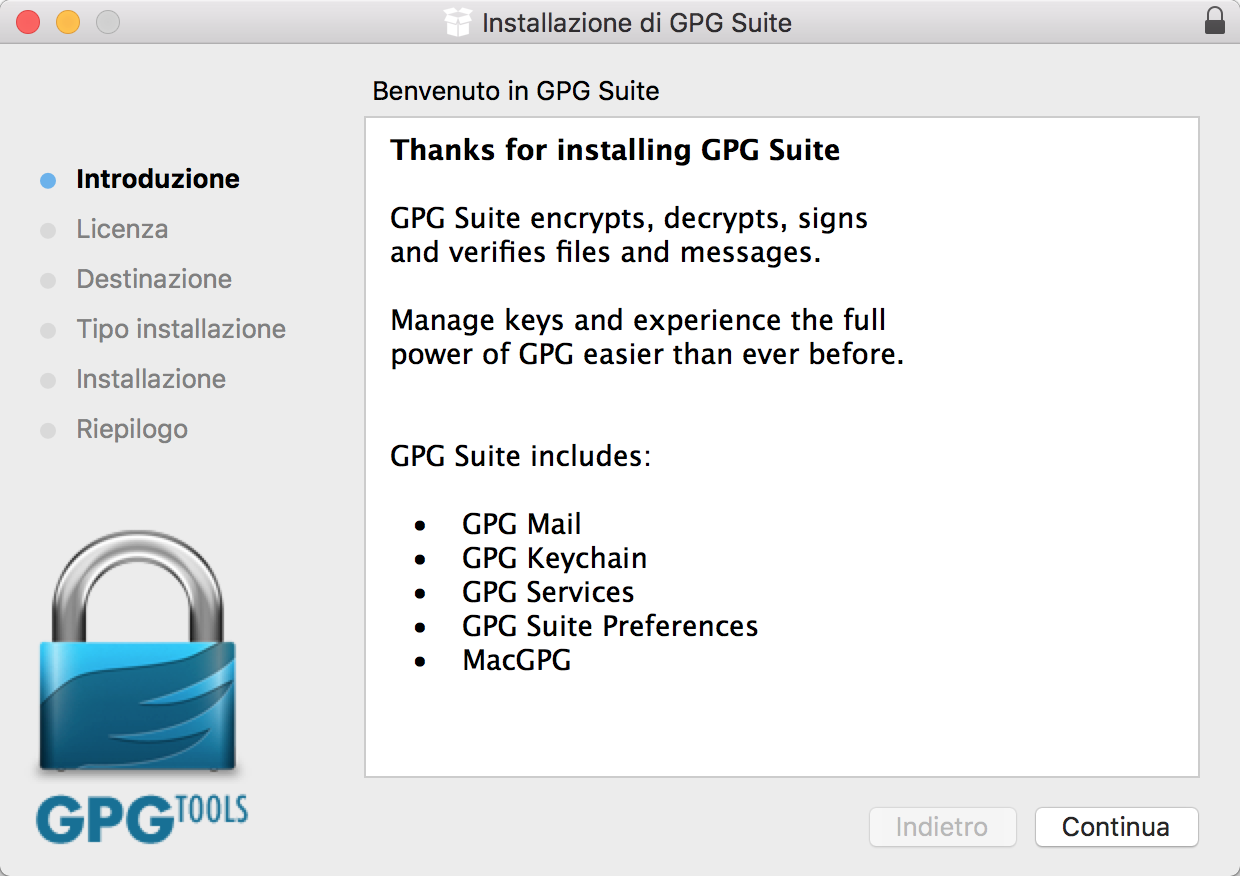 Installazione di GPG Suite
Benvenuto in GPG Suite
Introduzione
Licenza
Destinazione
Tipo installazione
Installazione
Riepilogo
Thanks for installing GPG Suite
GPG Suite encrypts, decrypts, signs
and verifies files and messages.
Manage keys and experience the full
power of GPG easier than ever before.
GPG Suite includes:
• GPG Mail
• GPG Keychain
• GPG Services
• GPG Suite Preferences
• MacGPG
GPGTOOLS
Indietro
Continua